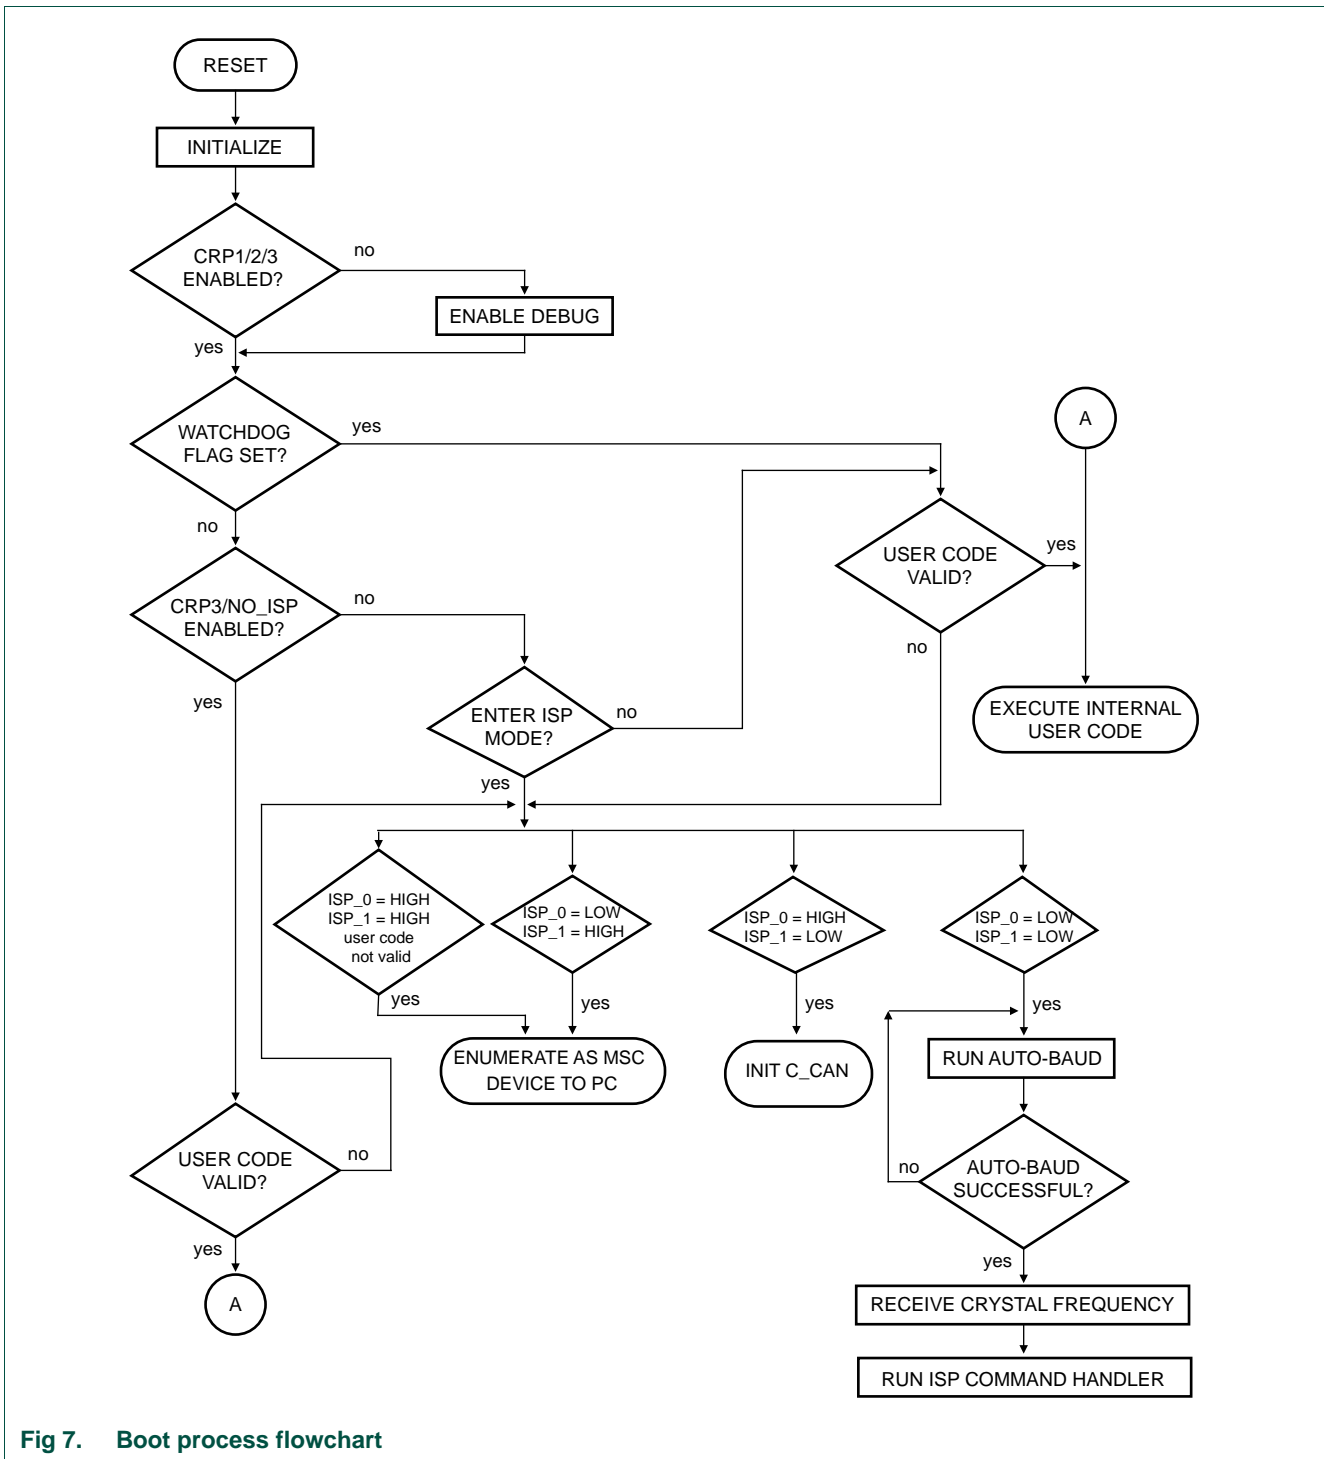 RESET
INITIALIZE
CRP1/2/3
ENABLED?
no
ENABLE DEBUG
yes
WATCHDOG
FLAG SET?
yes
A
no
USER CODE
VALID?
yes
CRP3/NO_ISP
ENABLED?
no
no
yes
ENTER ISP
MODE?
no
EXECUTE INTERNAL
USER CODE
yes
ISP_0 = HIGH
ISP_1 = HIGH
user code
not valid
ISP_0 = LOW
ISP_1 = HIGH
ISP_0 = HIGH
ISP_1 = LOW
ISP_0 = LOW
ISP_1 = LOW
yes
yes
yes
yes
ENUMERATE AS MSC
DEVICE TO PC
INIT C_CAN
RUN AUTO-BAUD
USER CODE
VALID?
no
no
AUTO-BAUD
SUCCESSFUL?
yes
yes
A
RECEIVE CRYSTAL FREQUENCY
RUN ISP COMMAND HANDLER
Fig 7. Boot process flowchart